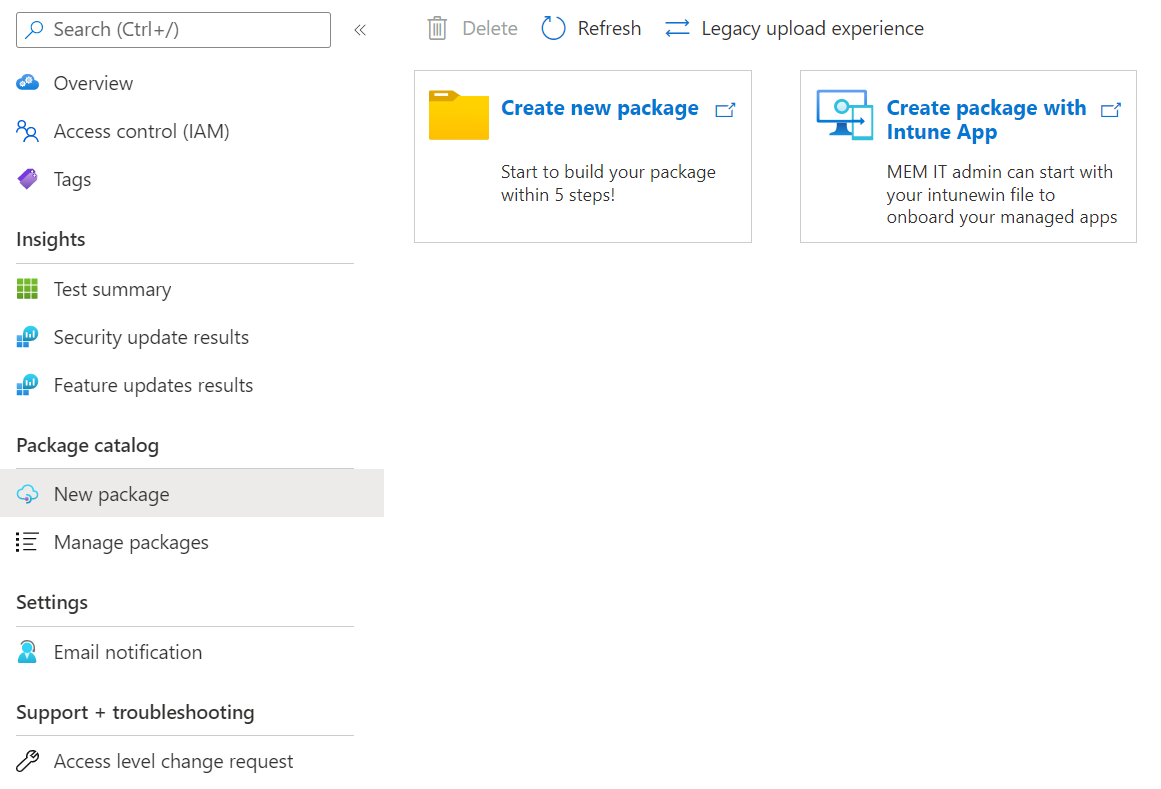 Search (Ctrl+/)
«
Overview
Access control (IAM)
Tags
Insights
Test summary
Security update results
Feature updates results
Package catalog
New package
Manage packages
Settings
Email notification
Support + troubleshooting
Access level change request
Delete
Refresh
Legacy upload experience
Create new package
Start to build your package
within 5 steps!
Create package with
Intune App
MEM IT admin can start with
your intunewin file to
onboard your managed apps